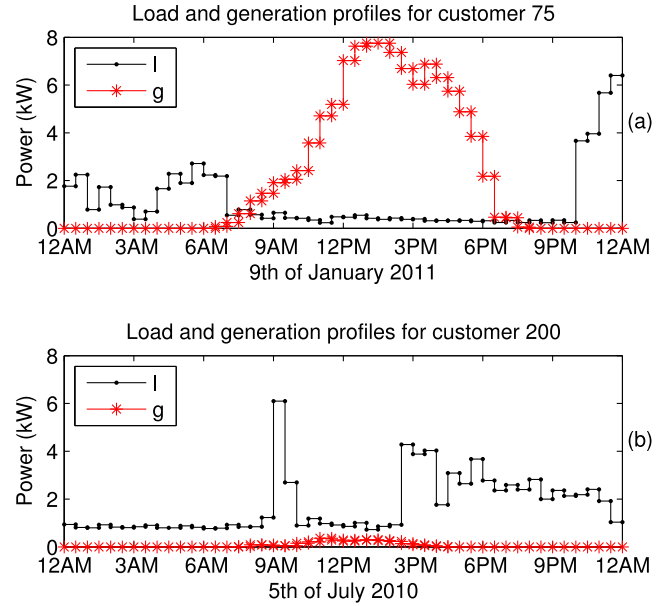 Load and generation profiles for customer 75
8
6
4
2
0
Power (kW)
l
g
(a)
12AM 3AM 6AM 9AM 12PM 3PM 6PM 9PM 12AM
9th of January 2011
Load and generation profiles for customer 200
8
6
4
2
0
Power (kW)
l
g
(b)
12AM 3AM 6AM 9AM 12PM 3PM 6PM 9PM 12AM
5th of July 2010